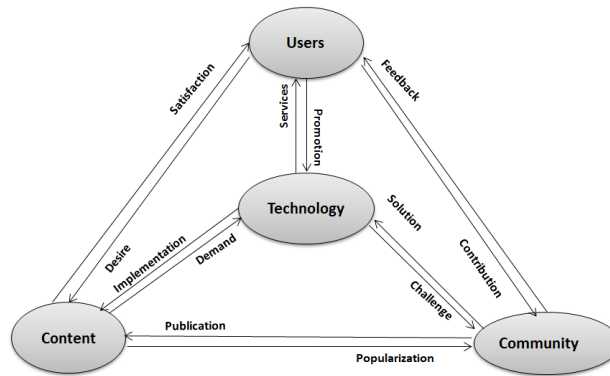 Users
Satisfaction
Feedback
Services
Promotion
Technology
Solution
Implementation
Desire
Demand
Contribution
Challenge
Publication
Content
Community
Popularization